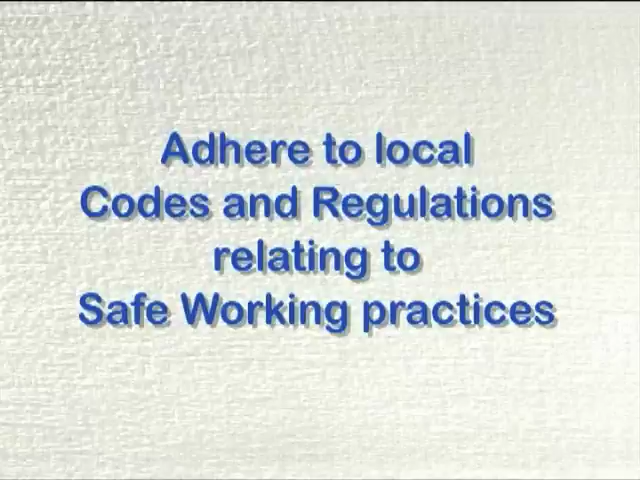 Adhere to local
Codes and Regulations
relating to
Safe Working practices